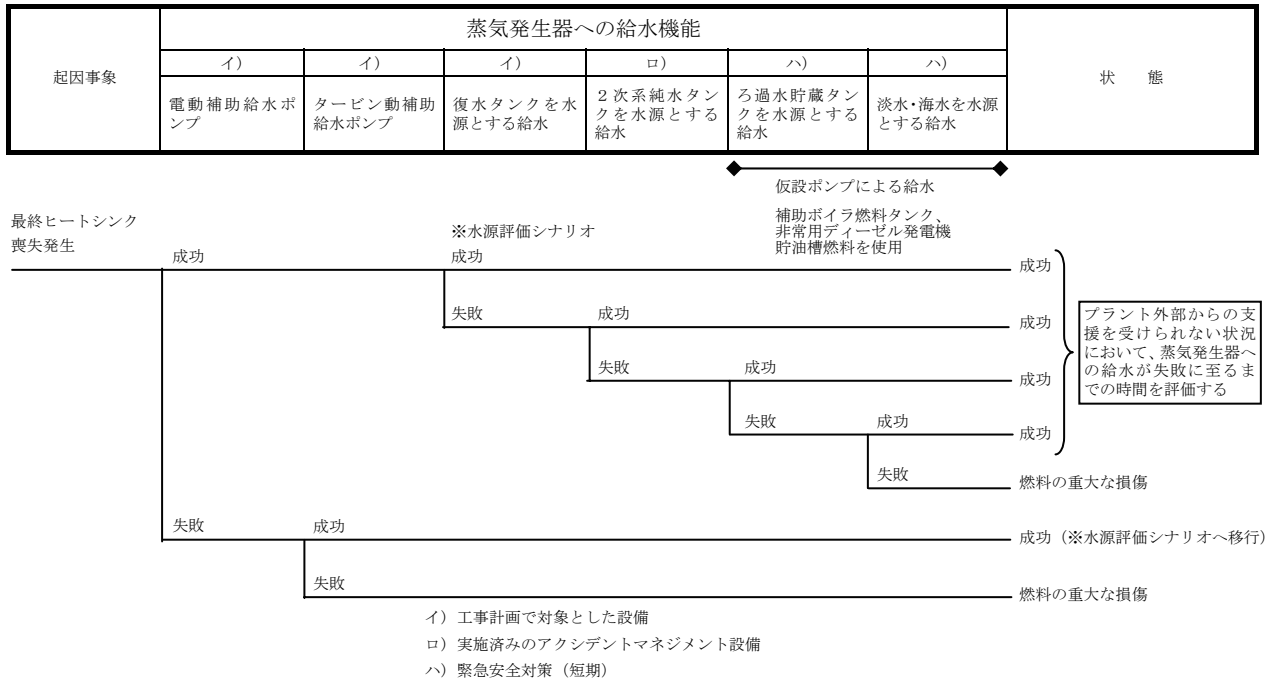 起因事象
蒸気発生器への給水機能
状　態
イ）
イ）
イ）
ロ）
ハ）
ハ）
電動補助給水ポ
ンプ
タービン動補助
給水ポンプ
復水タンクを水
源とする給水
２次系純水タン
クを水源とする
給水
ろ過水貯蔵タン
クを水源とする
給水
淡水・海水を水源
とする給水
仮設ポンプによる給水
補助ボイラ燃料タンク、
非常用ディーゼル発電機
貯油槽燃料を使用
最終ヒートシンク
喪失発生
※水源評価シナリオ
成功
成功
成功
失敗
成功
成功
失敗
成功
成功
失敗
成功
成功
失敗
燃料の重大な損傷
プラント外部からの支
援を受けられない状況
において、蒸気発生器へ
の給水が失敗に至るま
での時間を評価する
失敗
成功
成功（※水源評価シナリオへ移行）
失敗
燃料の重大な損傷
イ）工事計画で対象とした設備
ロ）実施済みのアクシデントマネジメント設備
ハ）緊急安全対策（短期）